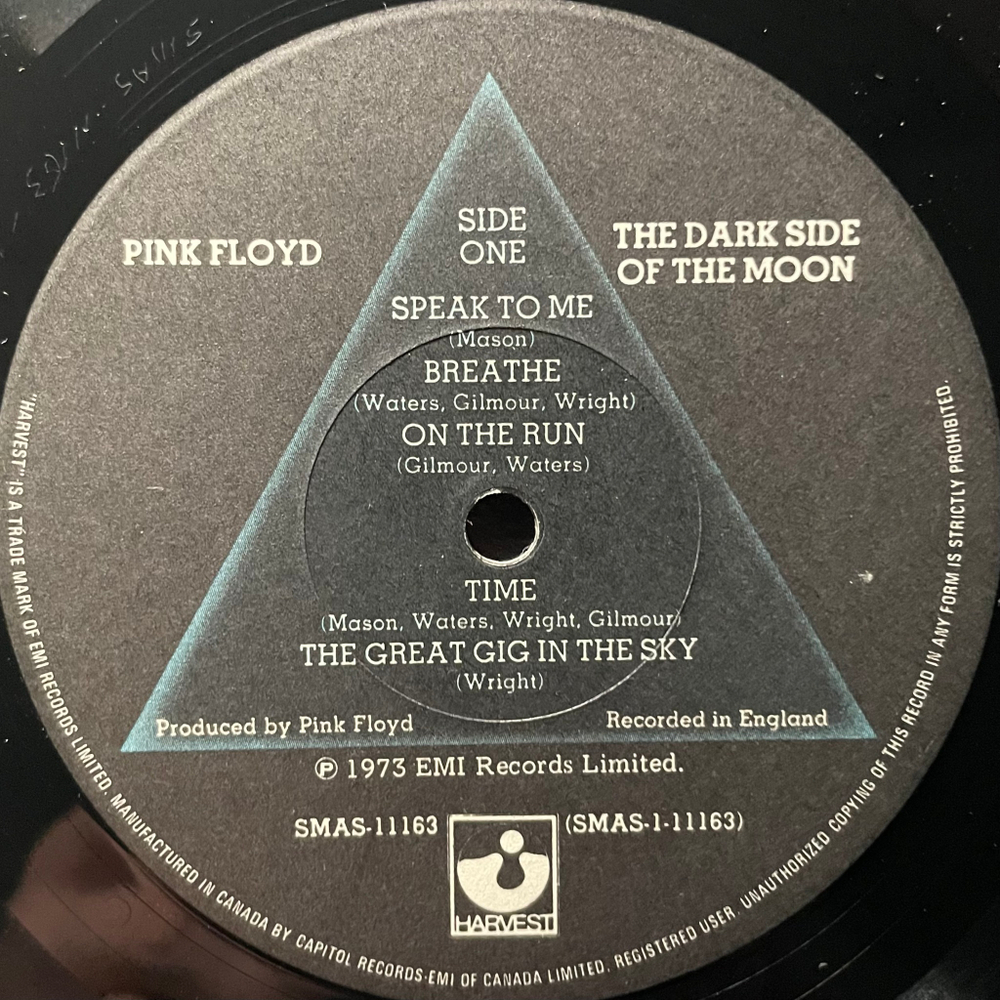 SIDE
ONE
PINK FLOYD
THE DARK SIDE
OF THE MOON
SPEAK TO ME
(Mason)
BREATHE
(Waters, Gilmour, Wright)
ON THE RUN
(Gilmour, Waters)
TIME
(Mason, Waters, Wright, Gilmour)
THE GREAT GIG IN THE SKY
(Wright)
Produced by Pink Floyd
Recorded in England
℗ 1973 EMI Records Limited.
SMAS-11163
(SMAS-1-11163)
HARVEST
"HARVEST" IS A TRADE MARK OF EMI RECORDS LIMITED. MANUFACTURED IN CANADA BY CAPITOL RECORDS-EMI OF CANADA LIMITED. REGISTERED USER. UNAUTHORIZED COPYING OF THIS RECORD IN ANY FORM IS STRICTLY PROHIBITED.